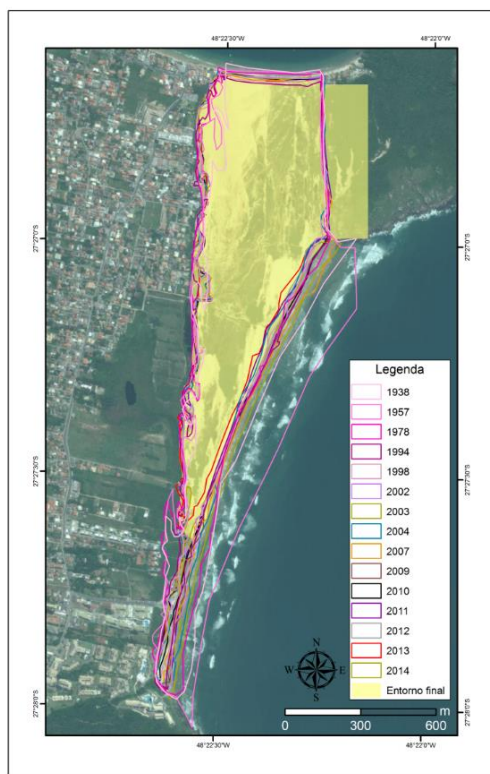 48°22'30"W 48°22'0"W
27°27'0"S 27°27'0"S
Legenda
1938
1957
1978
1994
1998
2002
2003
2004
2007
2009
2010
2011
2012
2013
2014
Entorno final
27°27'30"S 27°27'30"S
N
W E
S
m
0 300 600
27°28'0"S 27°28'0"S
48°22'30"W 48°22'0"W